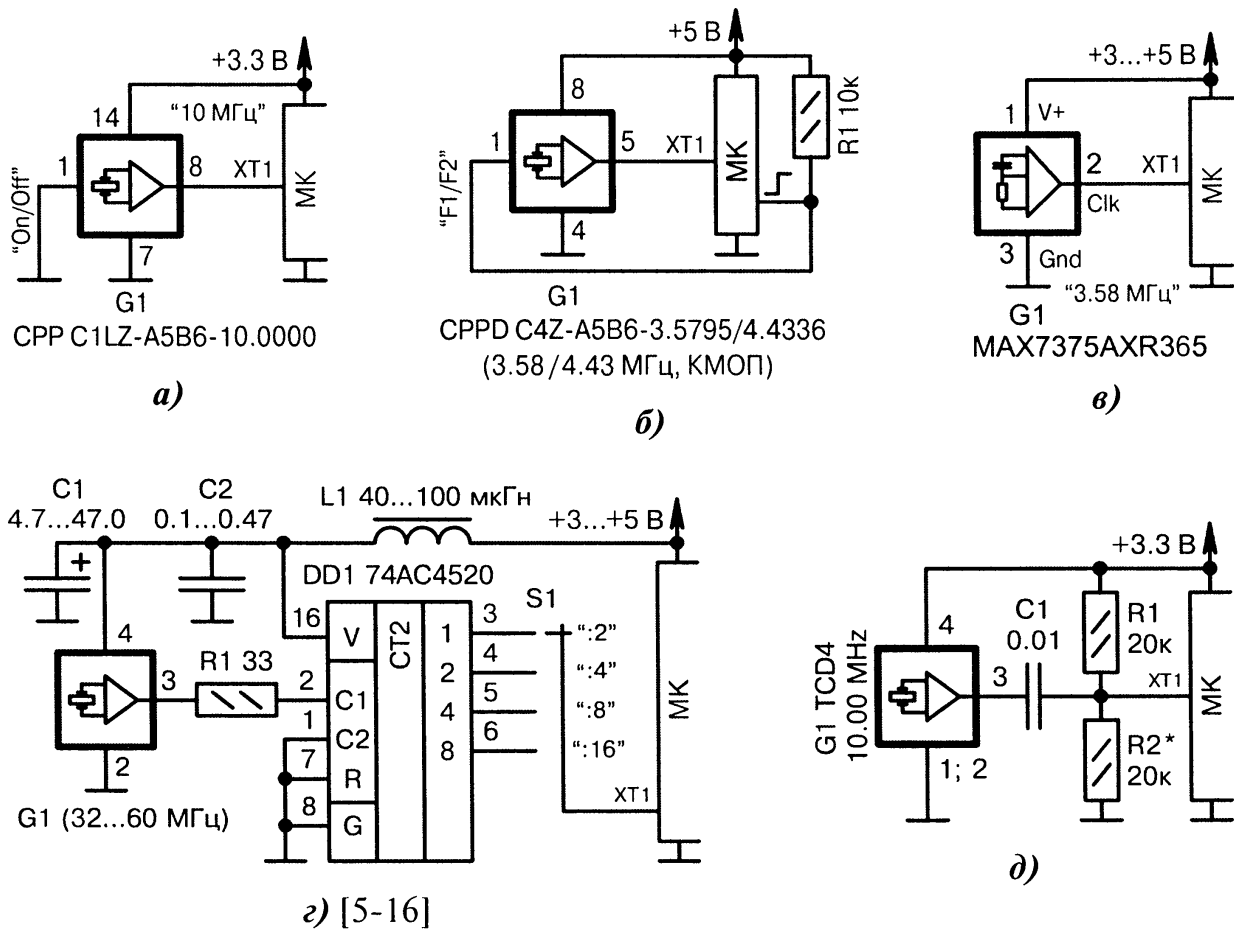 +3.3 В
14
“10 МГц”
1
8
XT1
МК
“On/Off”
7
G1
CPP C1LZ-A5B6-10.0000
а)
+5 В
8
1
5
XT1
МК
R1 10к
“F1/F2”
4
G1
CPPD C4Z-A5B6-3.5795/4.4336
(3.58/4.43 МГц, КМОП)
б)
+3...+5 В
1
V+
2
XT1
Clk
МК
3
Gnd
“3.58 МГц”
G1
MAX7375AXR365
в)
C1
4.7...47.0
+
C2
0.1...0.47
L1 40...100 мкГн
+3...+5 В
DD1 74AC4520
S1
4
R1 33
3
2
G1 (32...60 МГц)
16
V
CT2
1
3
“:2”
2
C1
2
4
“:4”
1
C2
4
5
“:8”
7
R
8
6
“:16”
8
G
XT1
МК
г) [5-16]
+3.3 В
4
C1
0.01
R1
20к
3
XT1
МК
G1 TCD4
10.00 MHz
R2*
20к
1; 2
д)